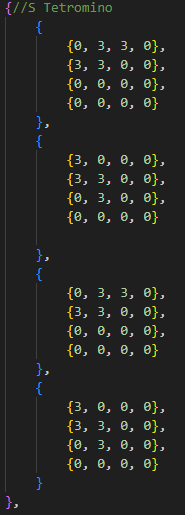 {//S Tetromino
    {
        {0, 3, 3, 0},
        {3, 3, 0, 0},
        {0, 0, 0, 0},
        {0, 0, 0, 0}
    },
    {
        {3, 0, 0, 0},
        {3, 3, 0, 0},
        {0, 3, 0, 0},
        {0, 0, 0, 0}

    },
    {
        {0, 3, 3, 0},
        {3, 3, 0, 0},
        {0, 0, 0, 0},
        {0, 0, 0, 0}
    },
    {
        {3, 0, 0, 0},
        {3, 3, 0, 0},
        {0, 3, 0, 0},
        {0, 0, 0, 0}
    }
},